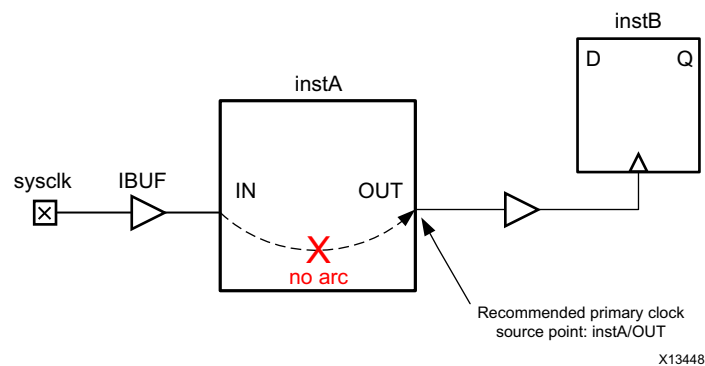 instB
D
Q
instA
sysclk
IBUF
IN
OUT
X
no arc
Recommended primary clock
source point: instA/OUT
X13448